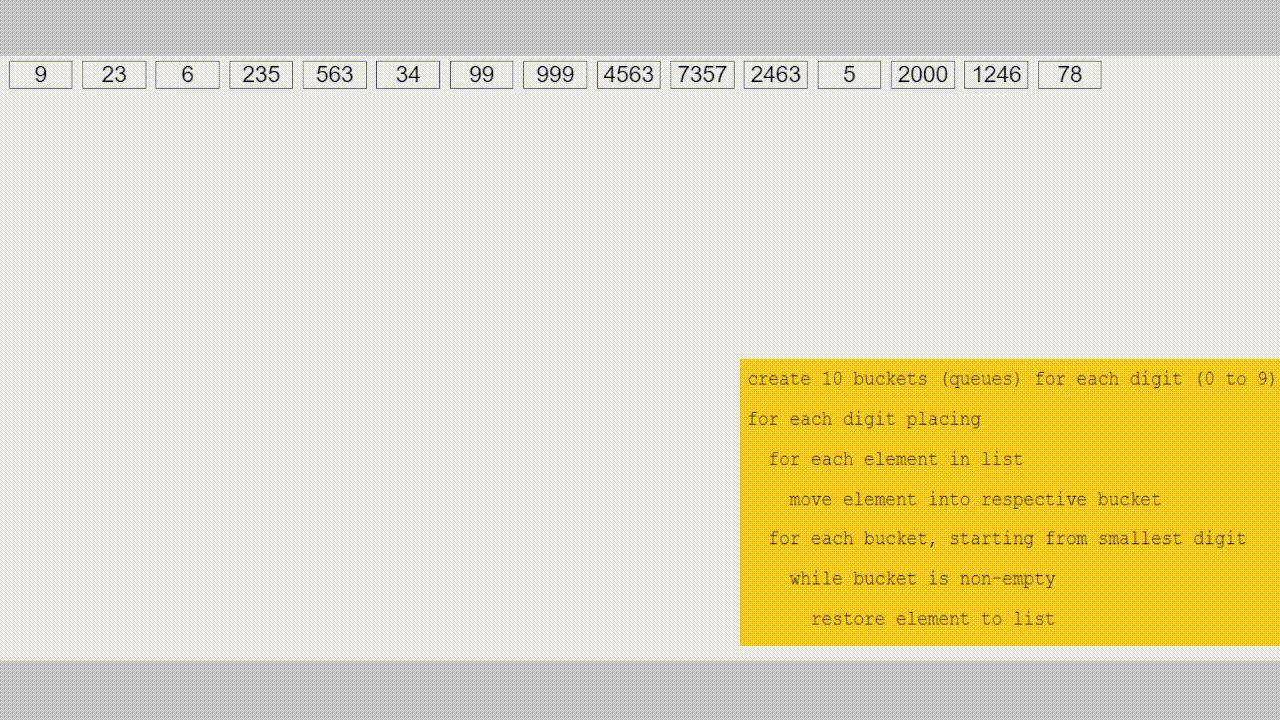 9 23 6 235 563 34 99 999 4563 7357 2463 5 2000 1246 78
create 10 buckets (queues) for each digit (0 to 9)
for each digit placing
for each element in list
move element into respective bucket
for each bucket, starting from smallest digit
while bucket is non-empty
restore element to list